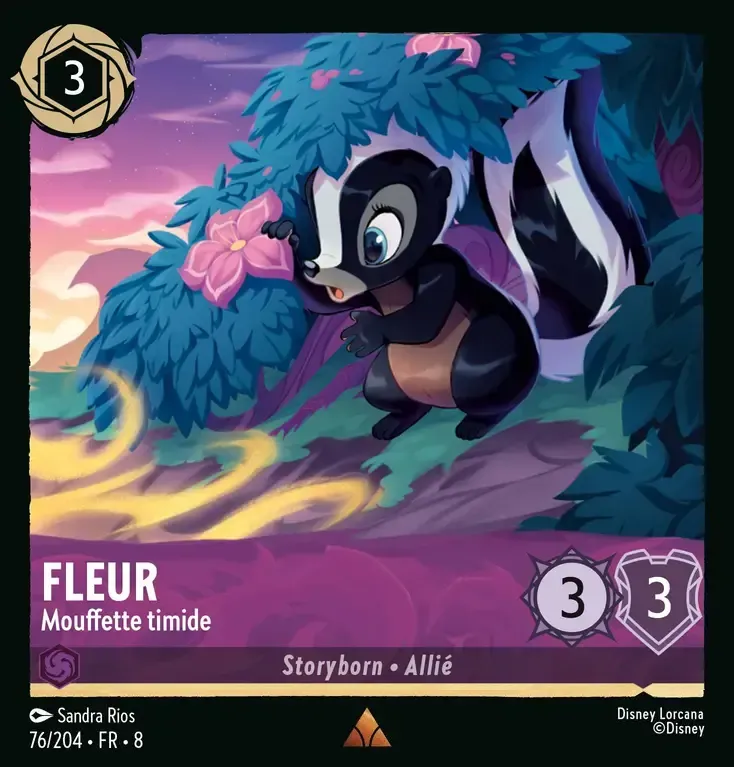 3
FLEUR
Mouffette timide
3
3
Storyborn • Allié
Sandra Rios
Disney Lorcana
76/204 • FR • 8
©Disney